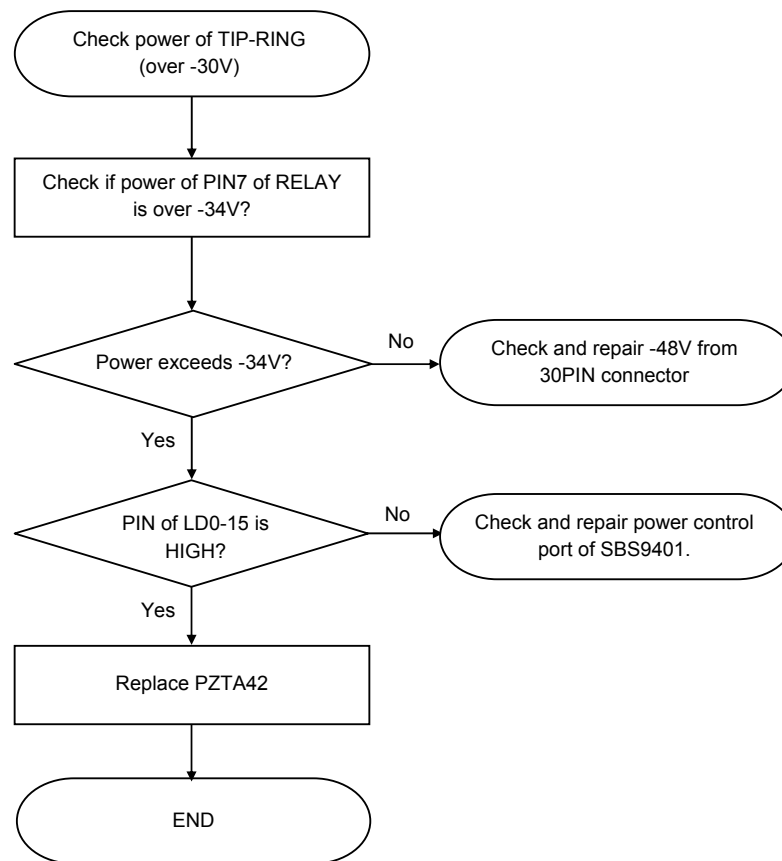 Check power of TIP-RING
(over -30V)
Check if power of PIN7 of RELAY
is over -34V?
Power exceeds -34V?
No
Check and repair -48V from
30PIN connector
Yes
PIN of LD0-15 is
HIGH?
No
Check and repair power control
port of SBS9401.
Yes
Replace PZTA42
END